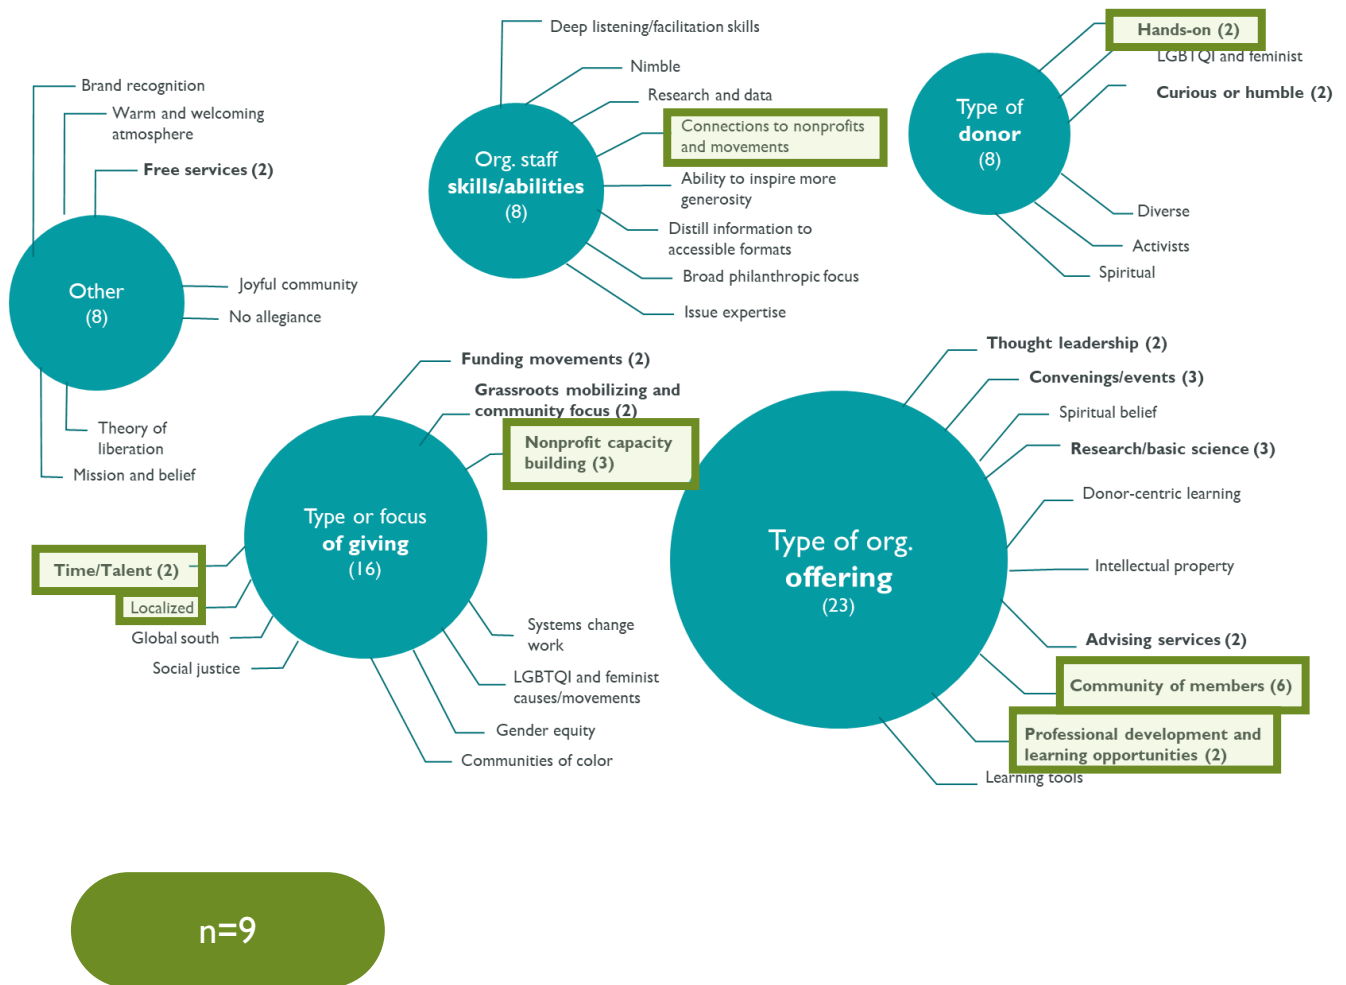 Brand recognition
Warm and welcoming
atmosphere
Free services (2)
Other
(8)
Joyful community
No allegiance
Theory of
liberation
Mission and belief
Deep listening/facilitation skills
Nimble
Research and data
Connections to nonprofits
and movements
Org. staff
skills/abilities
(8)
Ability to inspire more
generosity
Distill information to
accessible formats
Broad philanthropic focus
Issue expertise
Hands-on (2)
LGBTQI and feminist
Curious or humble (2)
Type of
donor
(8)
Diverse
Activists
Spiritual
Funding movements (2)
Grassroots mobilizing and
community focus (2)
Nonprofit capacity
building (3)
Type or focus
of giving
(16)
Time/Talent (2)
Localized
Global south
Social justice
Systems change
work
LGBTQI and feminist
causes/movements
Gender equity
Communities of color
Thought leadership (2)
Convenings/events (3)
Spiritual belief
Research/basic science (3)
Donor-centric learning
Type of org.
offering
(23)
Intellectual property
Advising services (2)
Community of members (6)
Professional development and
learning opportunities (2)
Learning tools
n=9